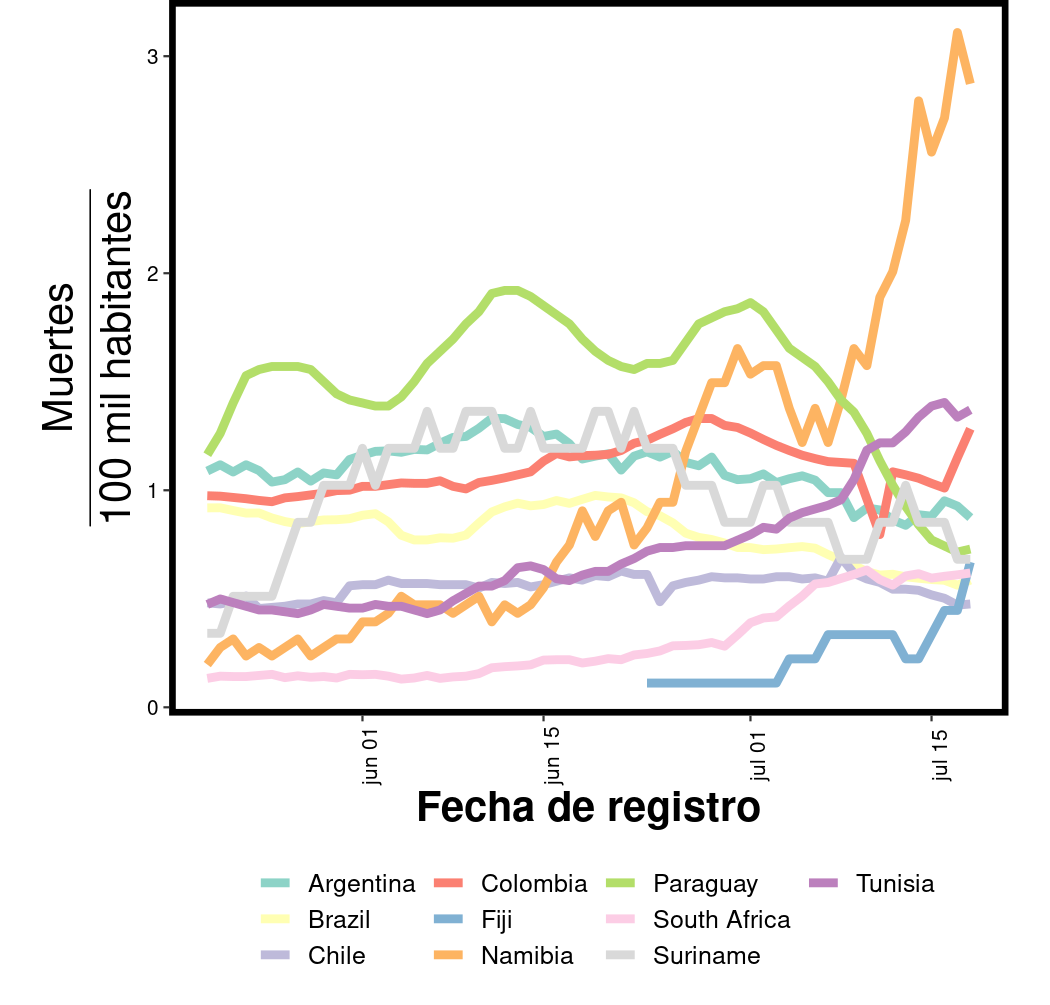 Muertes
100 mil habitantes
3
2
1
0
jun 01
jun 15
jul 01
jul 15
Fecha de registro
Argentina
Colombia
Paraguay
Tunisia
Brazil
Fiji
South Africa
Chile
Namibia
Suriname